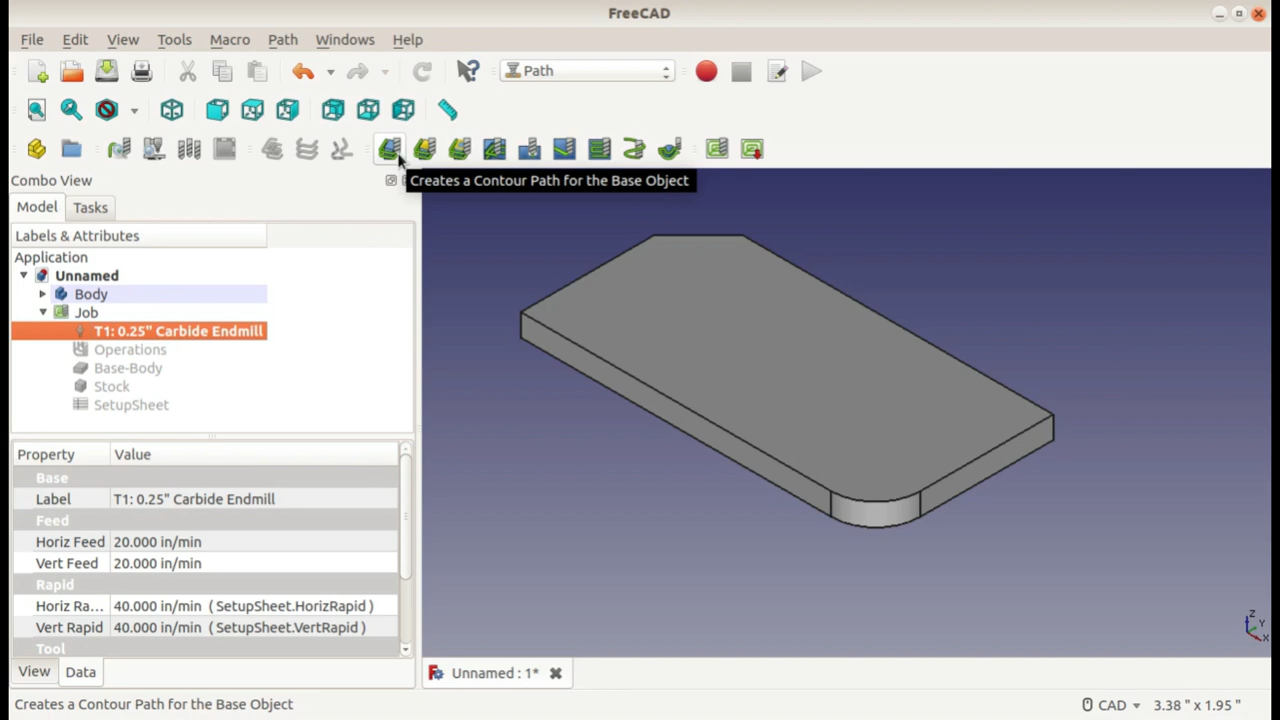 FreeCAD
File Edit View Tools Macro Path Windows Help
Path
Creates a Contour Path for the Base Object
Combo View
Model Tasks
Labels & Attributes
Application
Unnamed
Body
Job
T1: 0.25" Carbide Endmill
Operations
Base-Body
Stock
SetupSheet
Property Value
Base
Label T1: 0.25" Carbide Endmill
Feed
Horiz Feed 20.000 in/min
Vert Feed 20.000 in/min
Rapid
Horiz Ra... 40.000 in/min ( SetupSheet.HorizRapid )
Vert Rapid 40.000 in/min ( SetupSheet.VertRapid )
Tool
Z
Y
X
View Data
Unnamed : 1*
Creates a Contour Path for the Base Object
CAD 3.38 " x 1.95 "